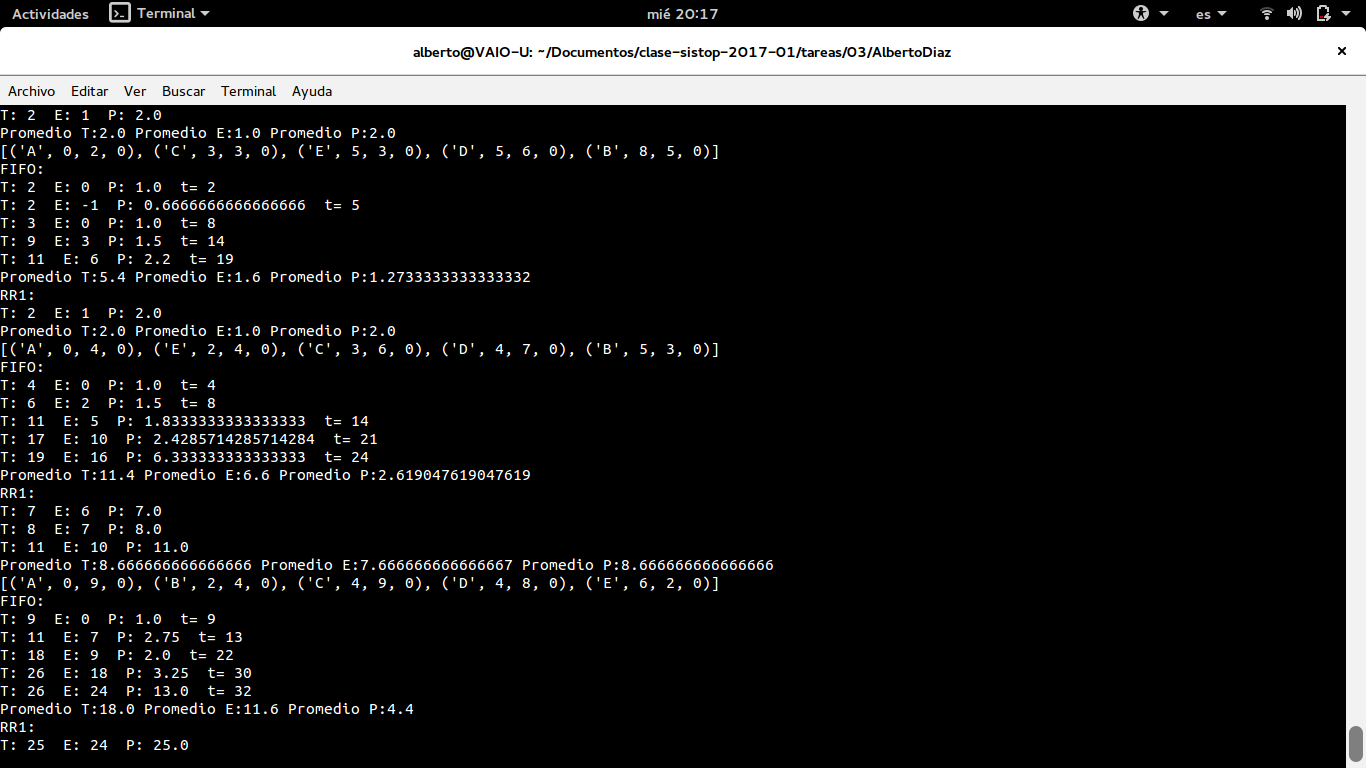 Actividades Terminal mié 20:17 es
alberto@VAIO-U: ~/Documentos/clase-sistop-2017-01/tareas/03/AlbertoDiaz ×
Archivo Editar Ver Buscar Terminal Ayuda
T: 2  E: 1  P: 2.0
Promedio T:2.0 Promedio E:1.0 Promedio P:2.0
[('A', 0, 2, 0), ('C', 3, 3, 0), ('E', 5, 3, 0), ('D', 5, 6, 0), ('B', 8, 5, 0)]
FIFO:
T: 2  E: 0  P: 1.0  t= 2
T: 2  E: -1  P: 0.6666666666666666  t= 5
T: 3  E: 0  P: 1.0  t= 8
T: 9  E: 3  P: 1.5  t= 14
T: 11  E: 6  P: 2.2  t= 19
Promedio T:5.4 Promedio E:1.6 Promedio P:1.2733333333333332
RR1:
T: 2  E: 1  P: 2.0
Promedio T:2.0 Promedio E:1.0 Promedio P:2.0
[('A', 0, 4, 0), ('E', 2, 4, 0), ('C', 3, 6, 0), ('D', 4, 7, 0), ('B', 5, 3, 0)]
FIFO:
T: 4  E: 0  P: 1.0  t= 4
T: 6  E: 2  P: 1.5  t= 8
T: 11  E: 5  P: 1.8333333333333333  t= 14
T: 17  E: 10  P: 2.4285714285714284  t= 21
T: 19  E: 16  P: 6.333333333333333  t= 24
Promedio T:11.4 Promedio E:6.6 Promedio P:2.619047619047619
RR1:
T: 7  E: 6  P: 7.0
T: 8  E: 7  P: 8.0
T: 11  E: 10  P: 11.0
Promedio T:8.666666666666666 Promedio E:7.666666666666667 Promedio P:8.666666666666666
[('A', 0, 9, 0), ('B', 2, 4, 0), ('C', 4, 9, 0), ('D', 4, 8, 0), ('E', 6, 2, 0)]
FIFO:
T: 9  E: 0  P: 1.0  t= 9
T: 11  E: 7  P: 2.75  t= 13
T: 18  E: 9  P: 2.0  t= 22
T: 26  E: 18  P: 3.25  t= 30
T: 26  E: 24  P: 13.0  t= 32
Promedio T:18.0 Promedio E:11.6 Promedio P:4.4
RR1:
T: 25  E: 24  P: 25.0